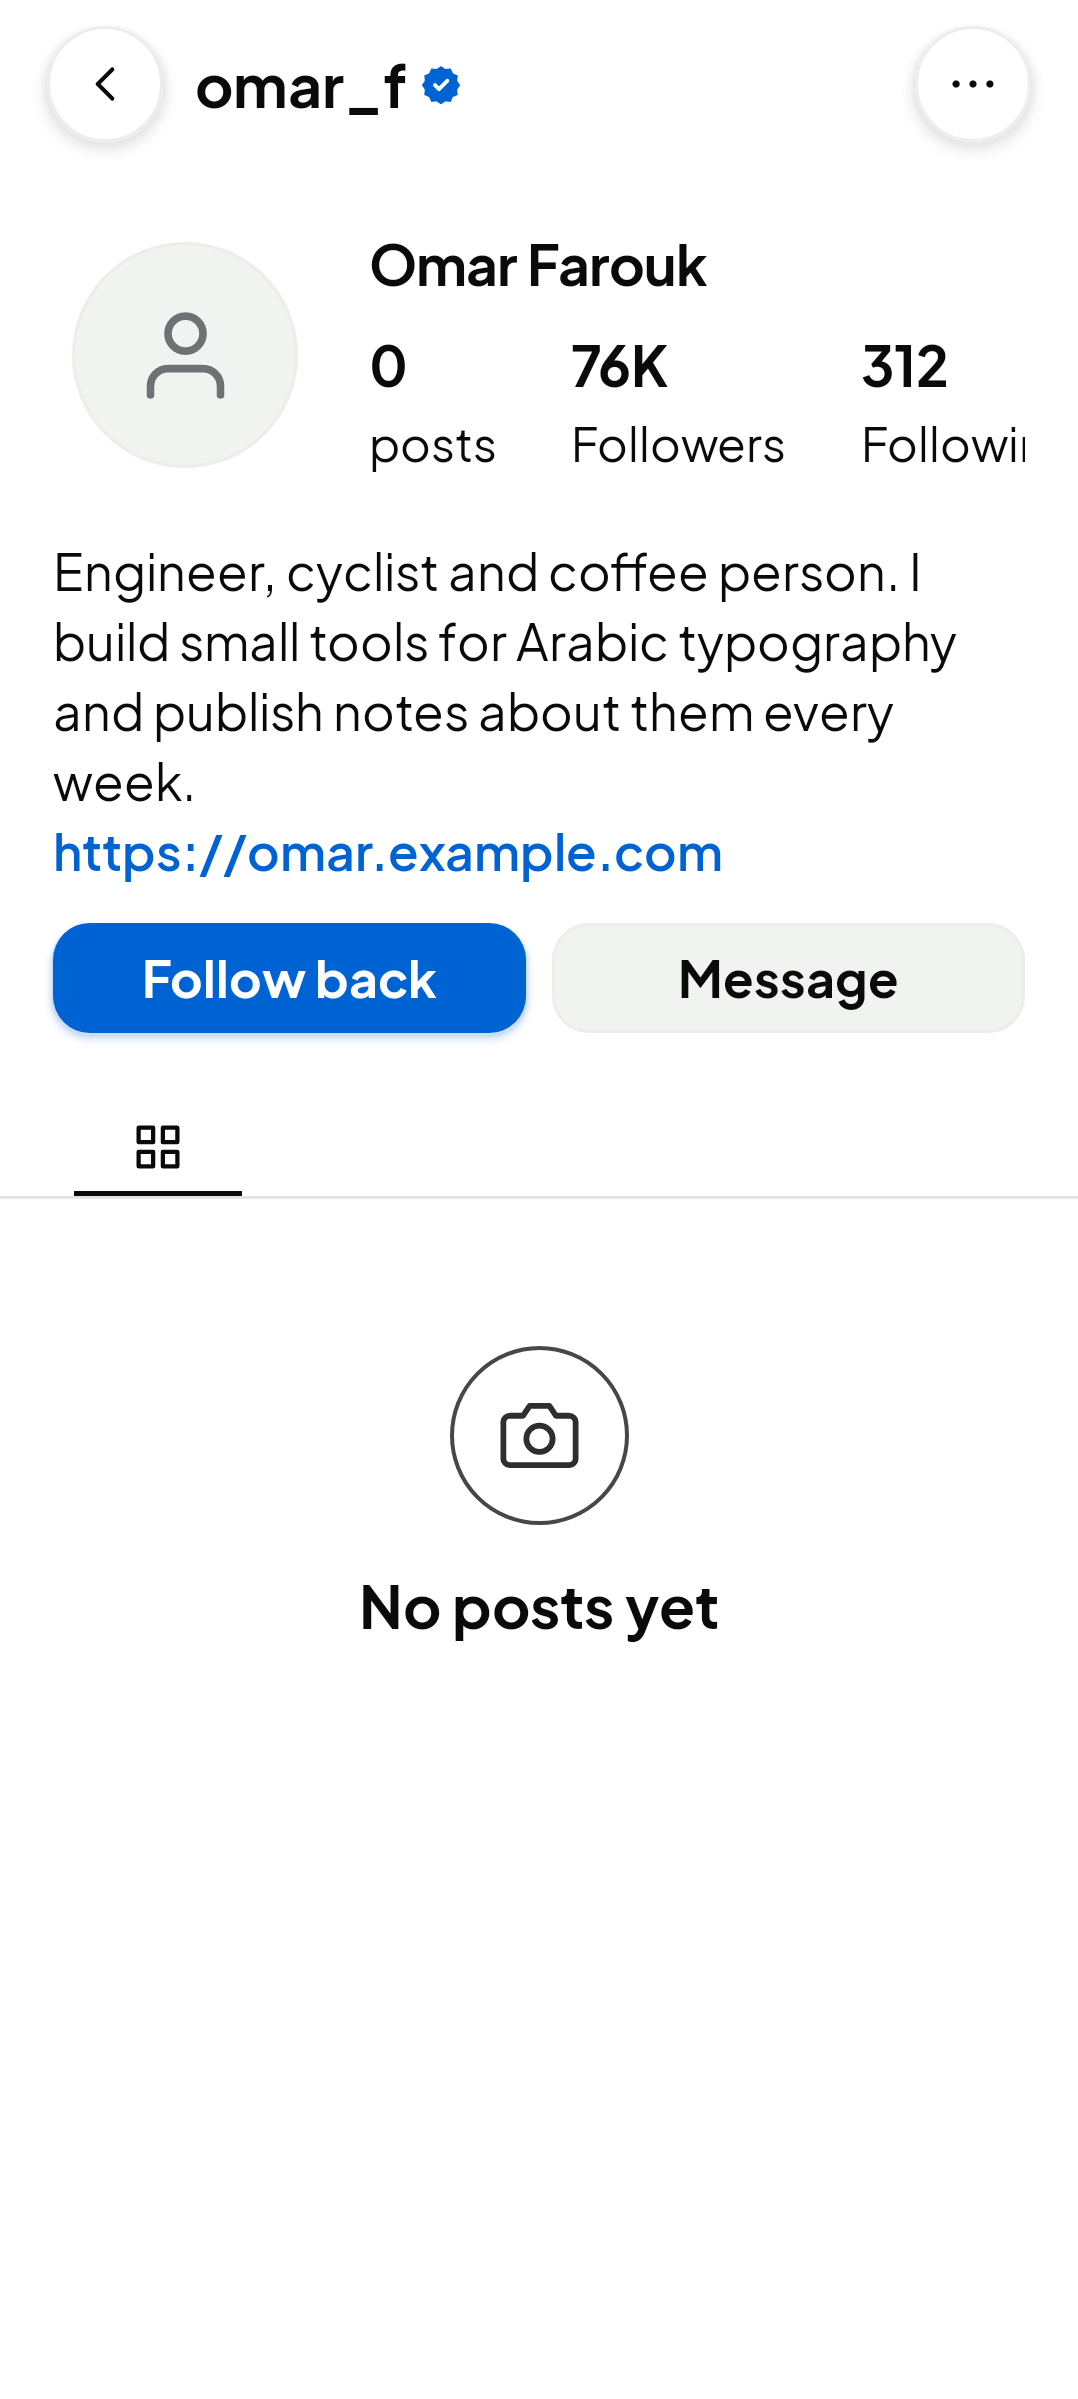 omar_f
Omar Farouk
0 76K 312
posts Followers Followi
Engineer, cyclist and coffee person. I
build small tools for Arabic typography
and publish notes about them every
week.
https://omar.example.com
Follow back Message
No posts yet